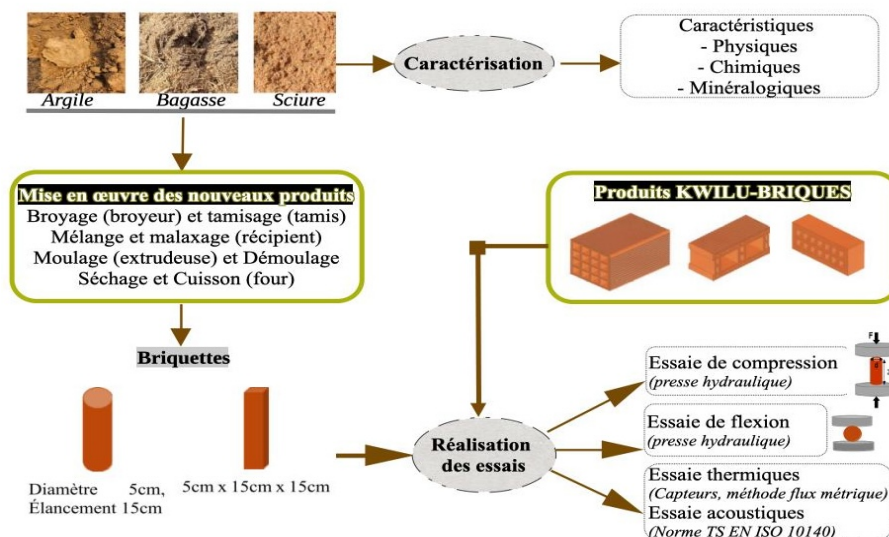 Argile
Bagasse
Sciure
Caractérisation
Caractéristiques
- Physiques
- Chimiques
- Minéralogiques
Mise en œuvre des nouveaux produits
Broyage (broyeur) et tamisage (tamis)
Mélange et malaxage (récipient)
Moulage (extrudeuse) et Démoulage
Séchage et Cuisson (four)
Produits KWILU-BRIQUES
Briquettes
Diamètre 5cm,
Élancement 15cm
5cm x 15cm x 15cm
Réalisation
des essais
Essaie de compression
(presse hydraulique)
F
Essaie de flexion
(presse hydraulique)
Essaie thermiques
(Capteurs, méthode flux métrique)
Essaie acoustiques
(Norme TS EN ISO 10140)